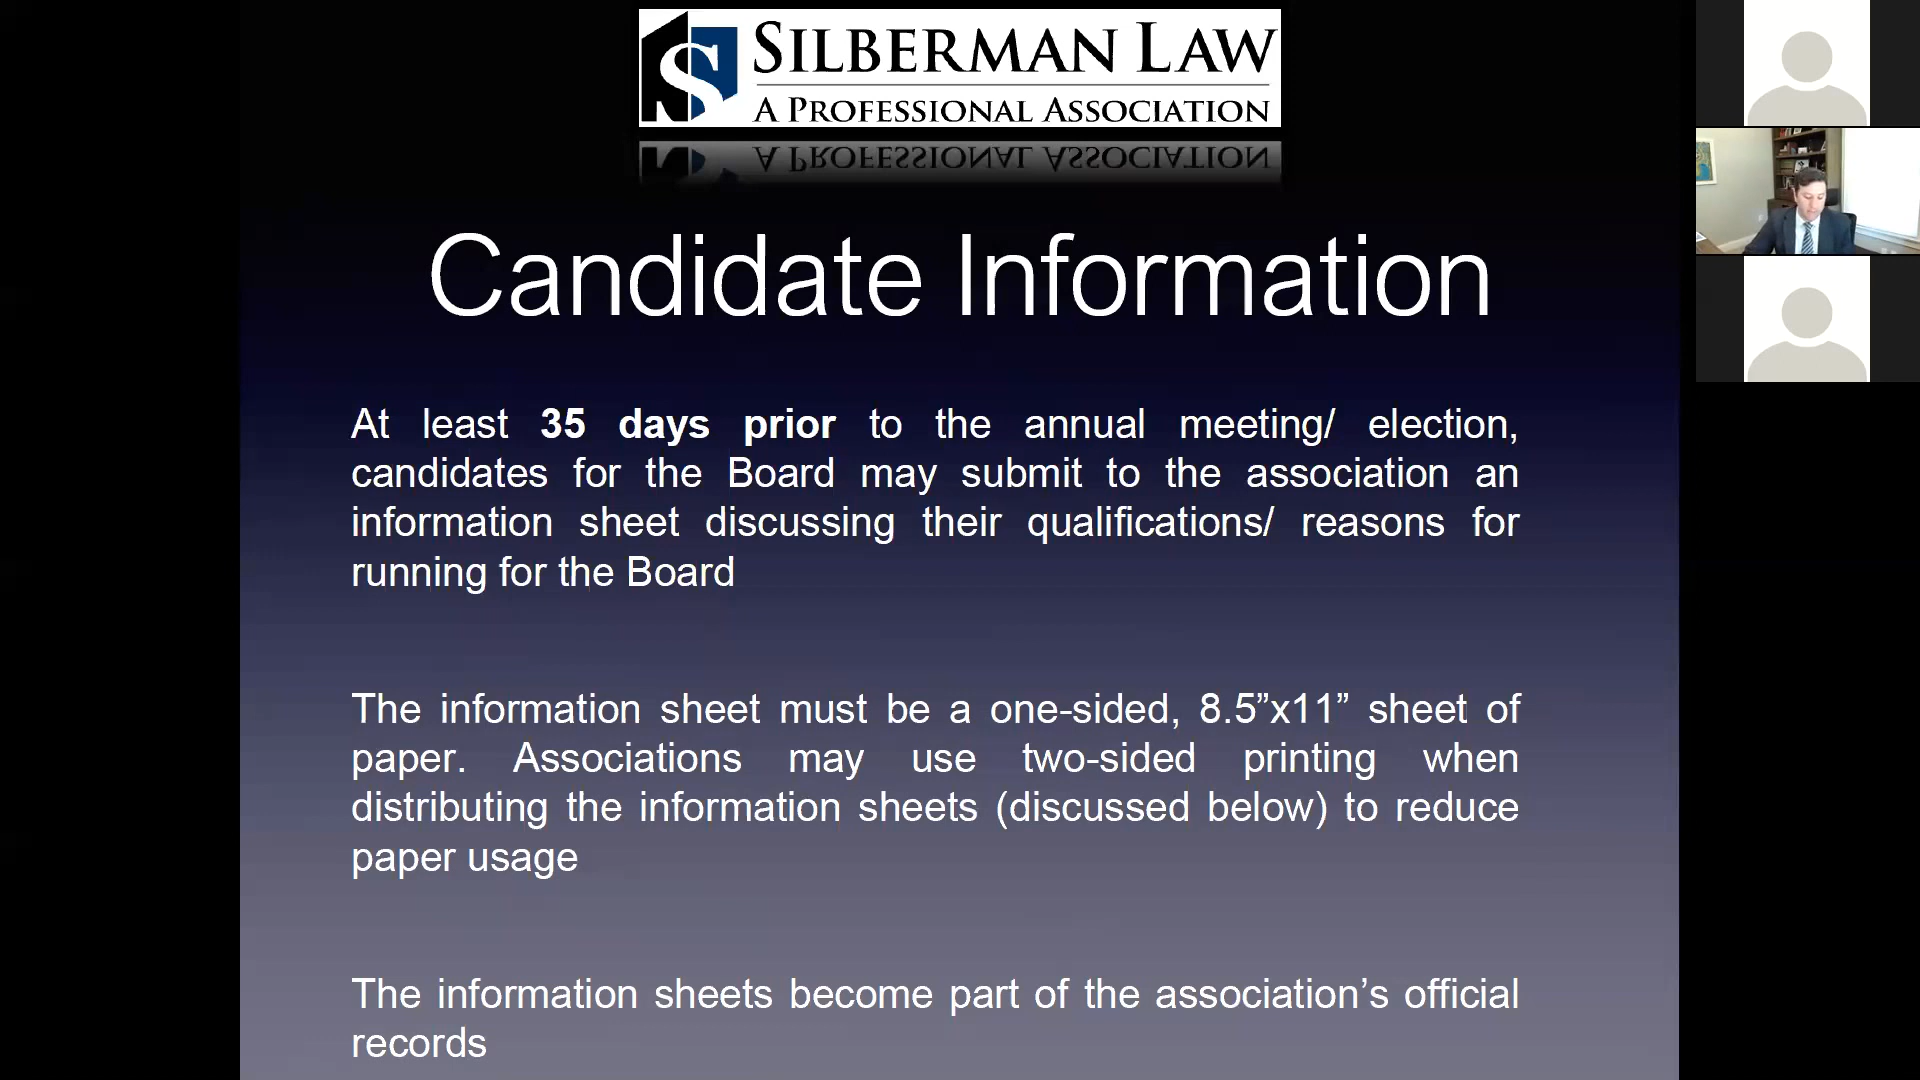 SILBERMAN LAW
A PROFESSIONAL ASSOCIATION
Candidate Information
At least 35 days prior to the annual meeting/ election,
candidates for the Board may submit to the association an
information sheet discussing their qualifications/ reasons for
running for the Board
The information sheet must be a one-sided, 8.5”x11” sheet of
paper. Associations may use two-sided printing when
distributing the information sheets (discussed below) to reduce
paper usage
The information sheets become part of the association’s official
records